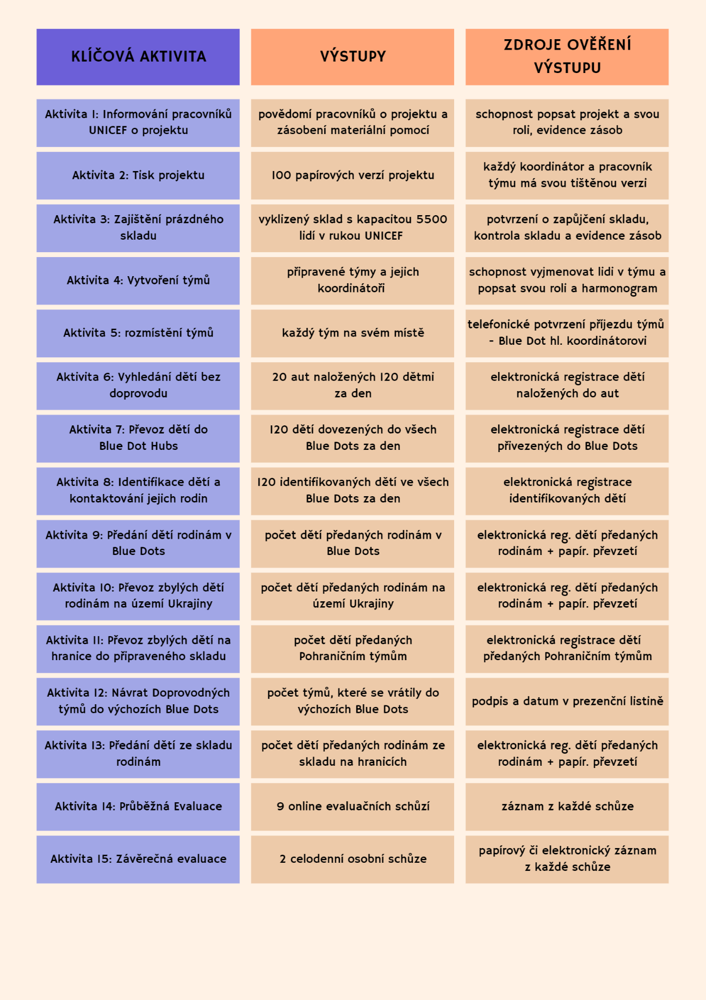 KLÍČOVÁ AKTIVITA
VÝSTUPY
ZDROJE OVĚŘENÍ
VÝSTUPU
Aktivita 1: Informování pracovníků
UNICEF o projektu
povědomí pracovníků o projektu a
zásobení materiální pomocí
schopnost popsat projekt a svou
roli, evidence zásob
Aktivita 2: Tisk projektu
100 papírových verzí projektu
každý koordinátor a pracovník
týmu má svou tištěnou verzi
Aktivita 3: Zajištění prázdného
skladu
vyklizený sklad s kapacitou 5500
lidí v rukou UNICEF
potvrzení o zapůjčení skladu,
kontrola skladu a evidence zásob
Aktivita 4: Vytvoření týmů
připravené týmy a jejich
koordinátoři
schopnost vyjmenovat lidi v týmu a
popsat svou roli a harmonogram
Aktivita 5: rozmístění týmů
každý tým na svém místě
telefonické potvrzení příjezdu týmů
- Blue Dot hl. koordinátorovi
Aktivita 6: Vyhledání dětí bez
doprovodu
20 aut naložených 120 dětmi
za den
elektronická registrace dětí
naložených do aut
Aktivita 7: Převoz dětí do
Blue Dot Hubs
120 dětí dovezených do všech
Blue Dots za den
elektronická registrace dětí
přivezených do Blue Dots
Aktivita 8: Identifikace dětí a
kontaktování jejich rodin
120 identifikovaných dětí ve všech
Blue Dots za den
elektronická registrace
identifikovaných dětí
Aktivita 9: Předání dětí rodinám v
Blue Dots
počet dětí předaných rodinám v
Blue Dots
elektronická reg. dětí předaných
rodinám + papír. převzetí
Aktivita 10: Převoz zbylých dětí
rodinám na území Ukrajiny
počet dětí předaných rodinám na
území Ukrajiny
elektronická reg. dětí předaných
rodinám + papír. převzetí
Aktivita 11: Převoz zbylých dětí na
hranice do připraveného skladu
počet dětí předaných
Pohraničním týmům
elektronická registrace dětí
předaných Pohraničním týmům
Aktivita 12: Návrat Doprovodných
týmů do výchozích Blue Dots
počet týmů, které se vrátily do
výchozích Blue Dots
podpis a datum v prezenční listině
Aktivita 13: Předání dětí ze skladu
rodinám
počet dětí předaných rodinám ze
skladu na hranicích
elektronická reg. dětí předaných
rodinám + papír. převzetí
Aktivita 14: Průběžná Evaluace
9 online evaluačních schůzí
záznam z každé schůze
Aktivita 15: Závěrečná evaluace
2 celodenní osobní schůze
papírový či elektronický záznam
z každé schůze